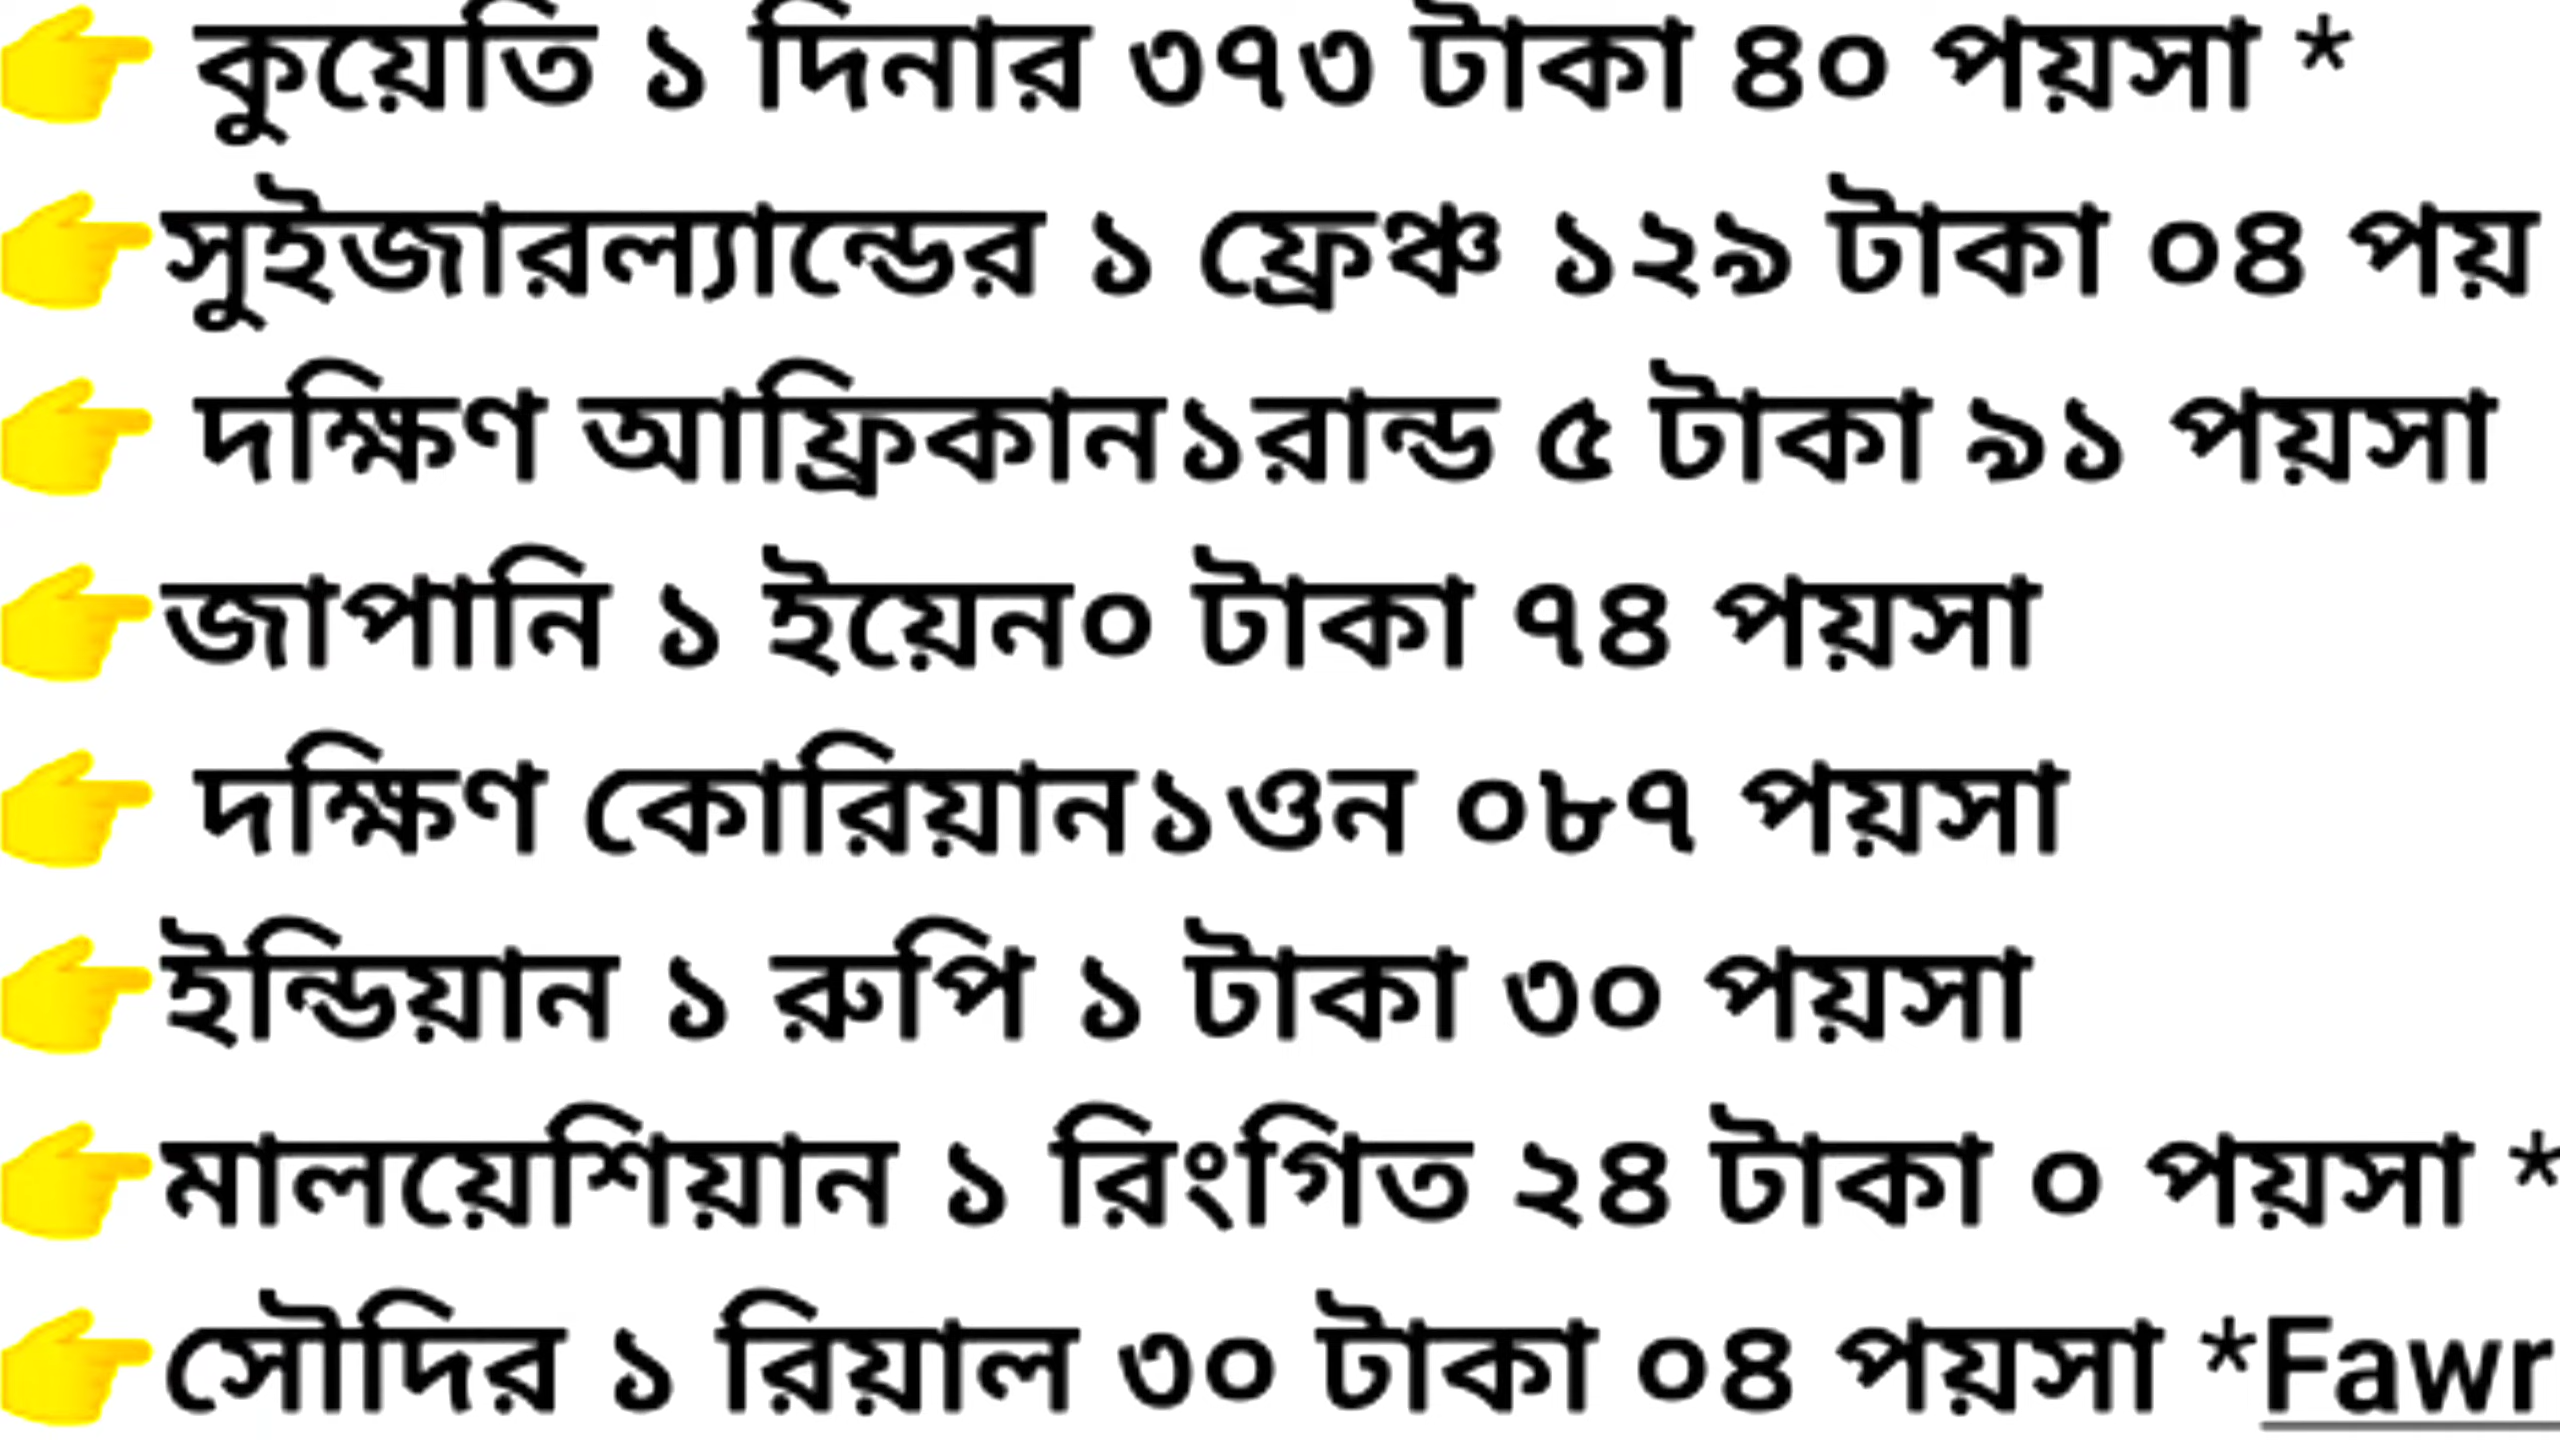 👉 কুয়েতি ১ দিনার ৩৭৩ টাকা ৪০ পয়সা *
👉সুইজারল্যান্ডের ১ ফ্রেঞ্চ ১২৯ টাকা ০৪ পয়
👉 দক্ষিণ আফ্রিকান১রান্ড ৫ টাকা ৯১ পয়সা
👉জাপানি ১ ইয়েন০ টাকা ৭৪ পয়সা
👉 দক্ষিণ কোরিয়ান১ওন ০৮৭ পয়সা
👉ইন্ডিয়ান ১ রুপি ১ টাকা ৩০ পয়সা
👉মালয়েশিয়ান ১ রিংগিত ২৪ টাকা ০ পয়সা *
👉সৌদির ১ রিয়াল ৩০ টাকা ০৪ পয়সা *Fawr